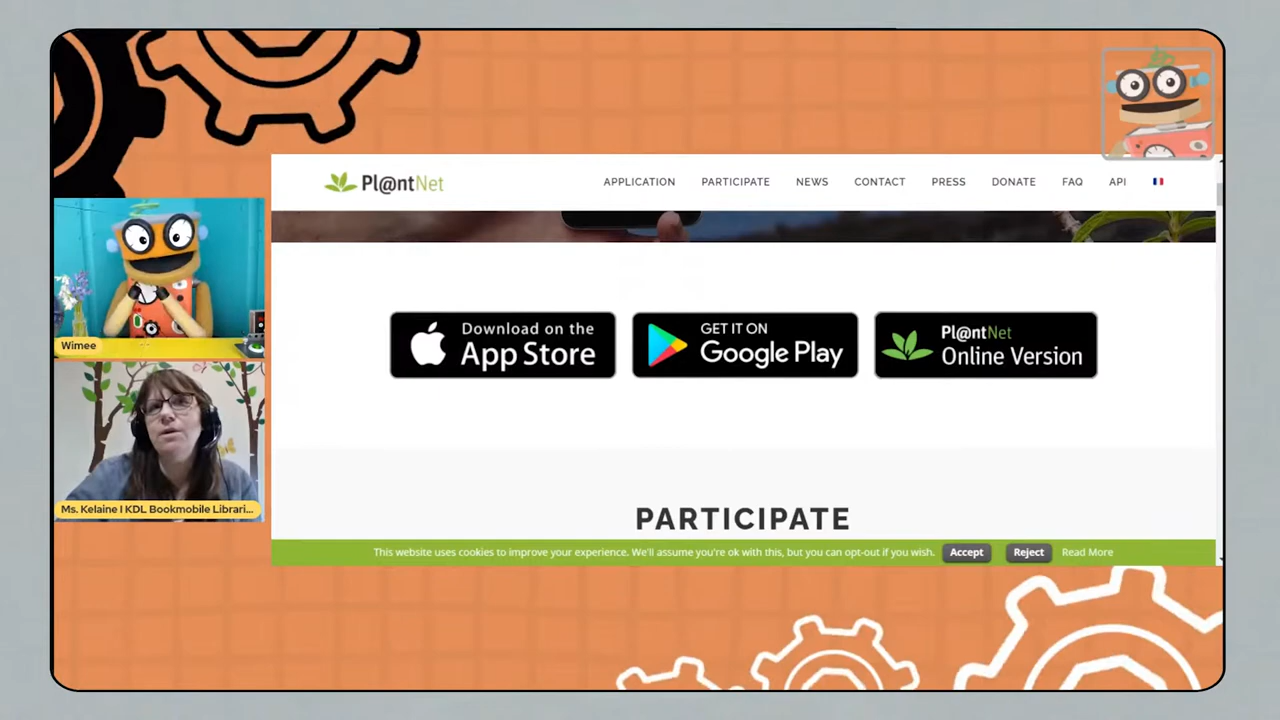 Pl@ntNet
APPLICATION PARTICIPATE NEWS CONTACT PRESS DONATE FAQ API
Wimee
Download on the
App Store
GET IT ON
Google Play
Pl@ntNet
Online Version
Ms. Kelaine I KDL Bookmobile Librari...
PARTICIPATE
This website uses cookies to improve your experience. We'll assume you're ok with this, but you can opt-out if you wish. Accept Reject Read More